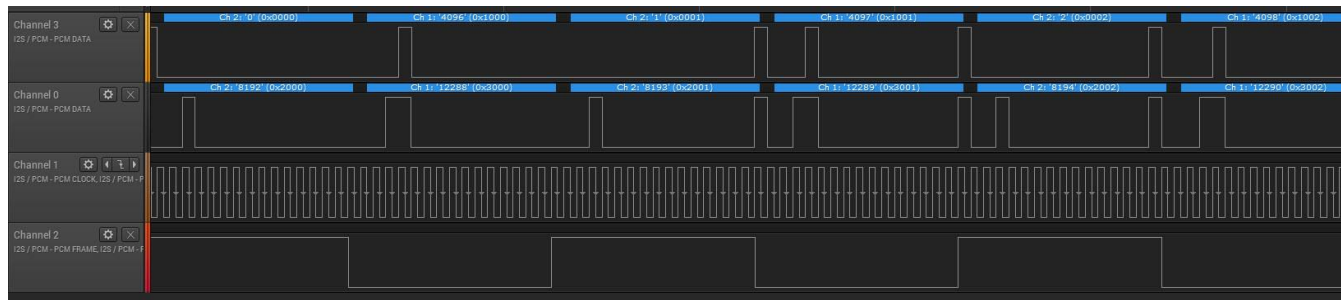 Channel 3
I2S / PCM - PCM DATA
Ch 2: '0' (0x0000) Ch 1: '4096' (0x1000) Ch 2: '1' (0x0001) Ch 1: '4097' (0x1001) Ch 2: '2' (0x0002) Ch 1: '4098' (0x1002)
Channel 0
I2S / PCM - PCM DATA
Ch 2: '8192' (0x2000) Ch 1: '12288' (0x3000) Ch 2: '8193' (0x2001) Ch 1: '12289' (0x3001) Ch 2: '8194' (0x2002) Ch 1: '12290' (0x3002)
Channel 1
I2S / PCM - PCM CLOCK, I2S / PCM - P
Channel 2
I2S / PCM - PCM FRAME, I2S / PCM - F